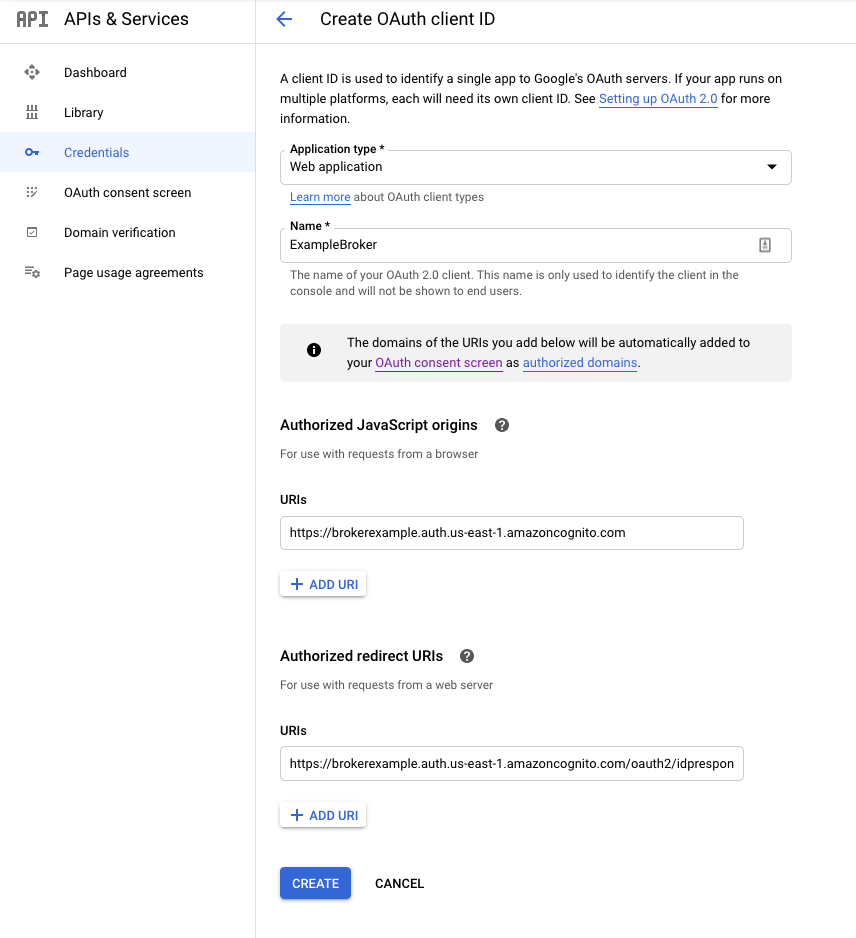 API APIs & Services
Create OAuth client ID
Dashboard
Library
Credentials
OAuth consent screen
Domain verification
Page usage agreements
A client ID is used to identify a single app to Google's OAuth servers. If your app runs on
multiple platforms, each will need its own client ID. See Setting up OAuth 2.0 for more
information.
Application type *
Web application
Learn more about OAuth client types
Name *
ExampleBroker
The name of your OAuth 2.0 client. This name is only used to identify the client in the
console and will not be shown to end users.
The domains of the URIs you add below will be automatically added to
your OAuth consent screen as authorized domains.
Authorized JavaScript origins
For use with requests from a browser
URIs
https://brokerexample.auth.us-east-1.amazoncognito.com
+ ADD URI
Authorized redirect URIs
For use with requests from a web server
URIs
https://brokerexample.auth.us-east-1.amazoncognito.com/oauth2/idprespon
+ ADD URI
CREATE
CANCEL